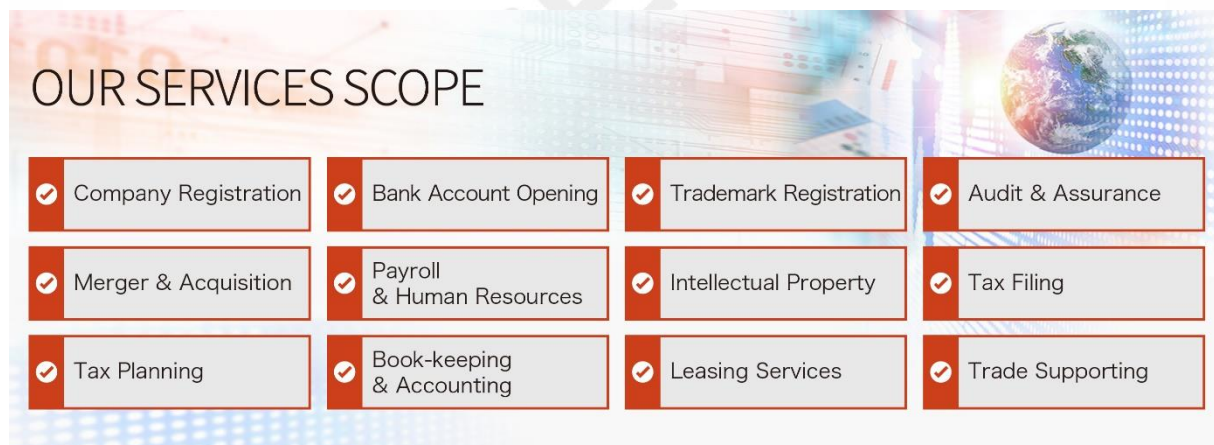 OUR SERVICES SCOPE
Company Registration
Bank Account Opening
Trademark Registration
Audit & Assurance
Merger & Acquisition
Payroll
& Human Resources
Intellectual Property
Tax Filing
Tax Planning
Book-keeping
& Accounting
Leasing Services
Trade Supporting